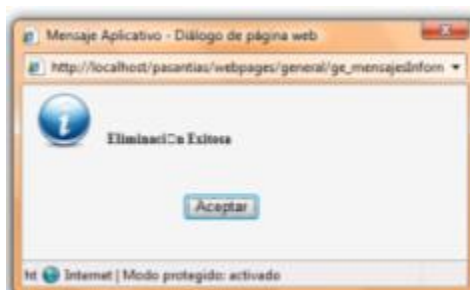 Mensaje Aplicativo - Diálogo de página web
http://localhost/pasantias/webpages/general/ge_mensajesInform
Eliminaci□n Exitosa
Aceptar
ht Internet | Modo protegido: activado